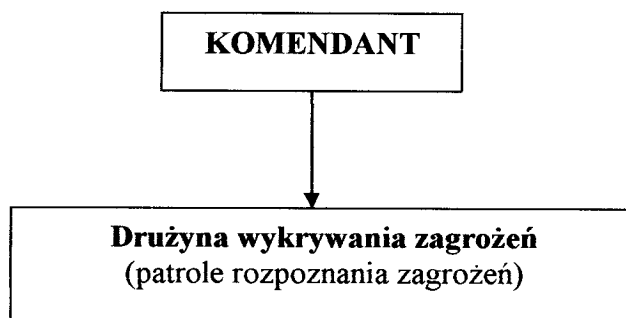 KOMENDANT
Drużyna wykrywania zagrożeń
(patrole rozpoznania zagrożeń)